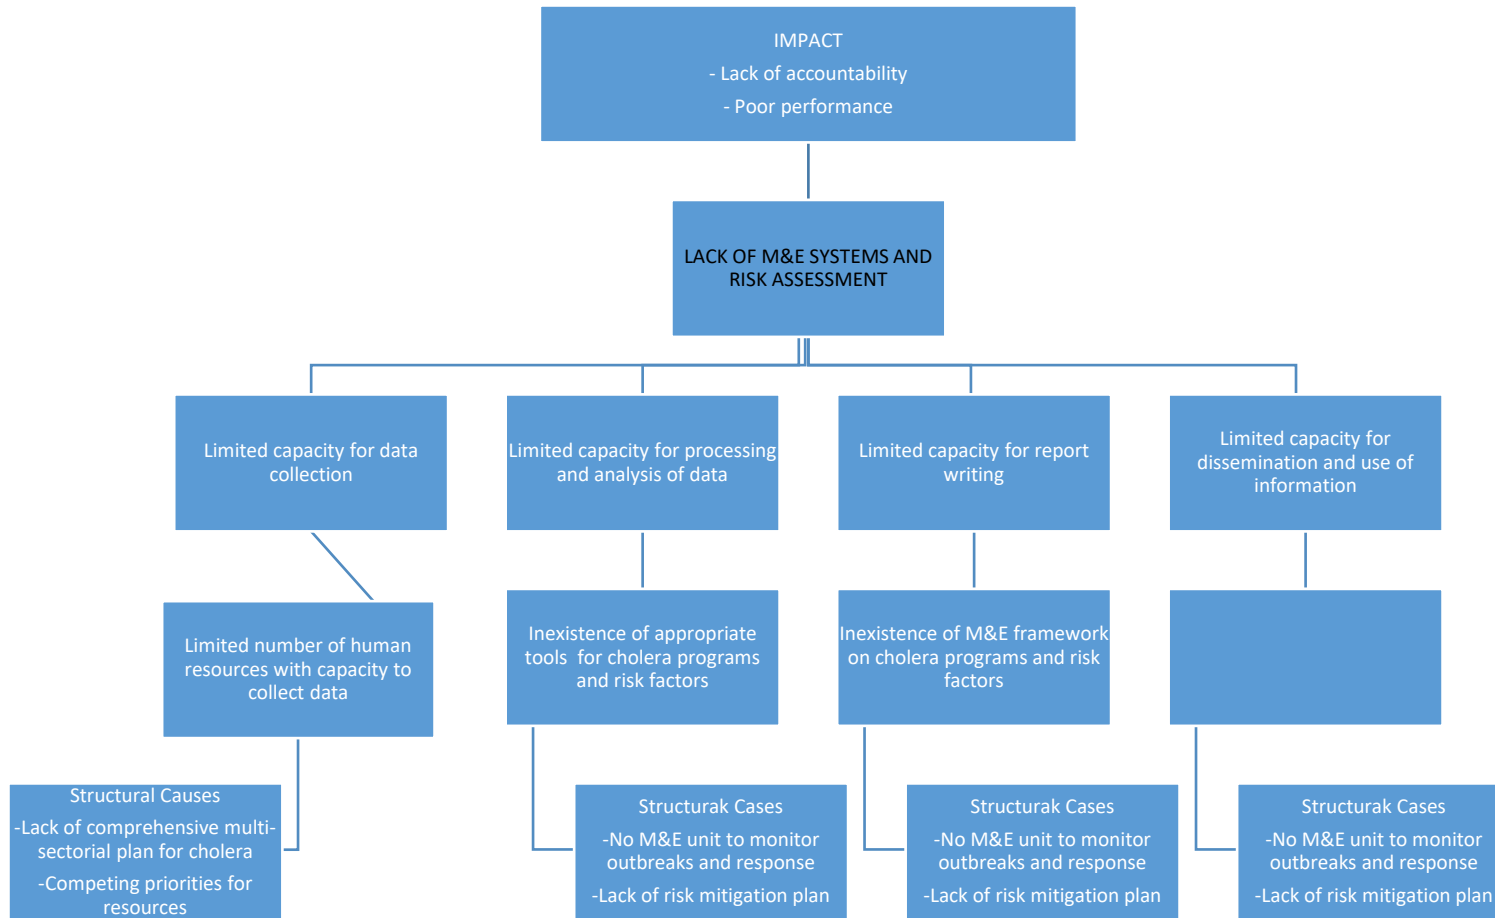 IMPACT
- Lack of accountability
- Poor performance
LACK OF M&E SYSTEMS AND
RISK ASSESSMENT
Limited capacity for data
collection
Limited capacity for processing
and analysis of data
Limited capacity for report
writing
Limited capacity for
dissemination and use of
information
Limited number of human
resources with capacity to
collect data
Inexistence of appropriate
tools for cholera programs
and risk factors
Inexistence of M&E framework
on cholera programs and risk
factors
Structural Causes
-Lack of comprehensive multi-
sectorial plan for cholera
-Competing priorities for
resources
Structurak Cases
-No M&E unit to monitor
outbreaks and response
-Lack of risk mitigation plan
Structurak Cases
-No M&E unit to monitor
outbreaks and response
-Lack of risk mitigation plan
Structurak Cases
-No M&E unit to monitor
outbreaks and response
-Lack of risk mitigation plan